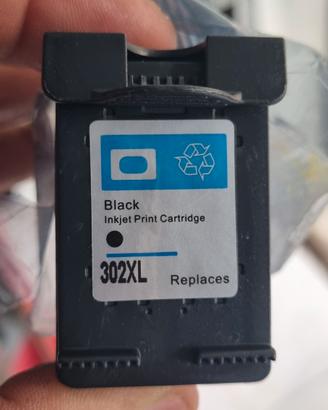 Black
Inkjet Print Cartridge
302XL
Replaces